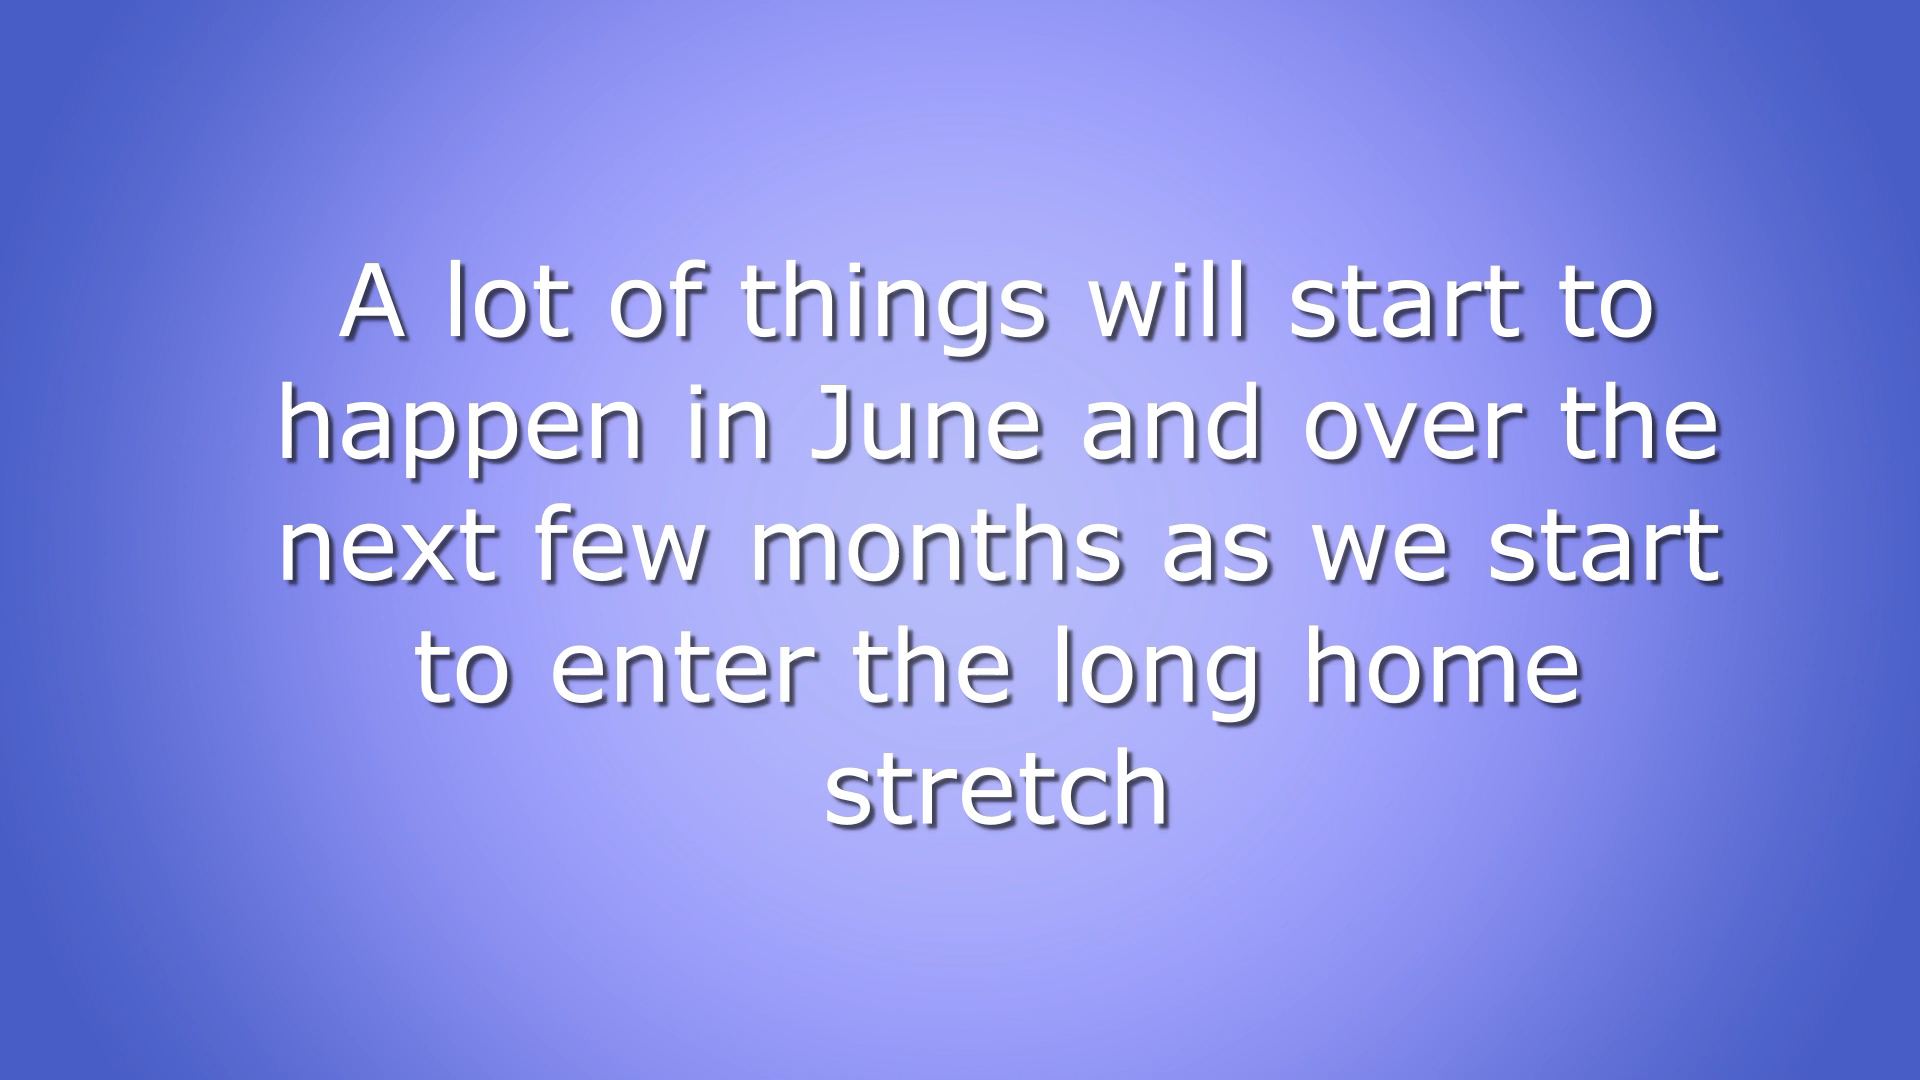 A lot of things will start to
happen in June and over the
next few months as we start
to enter the long home
stretch